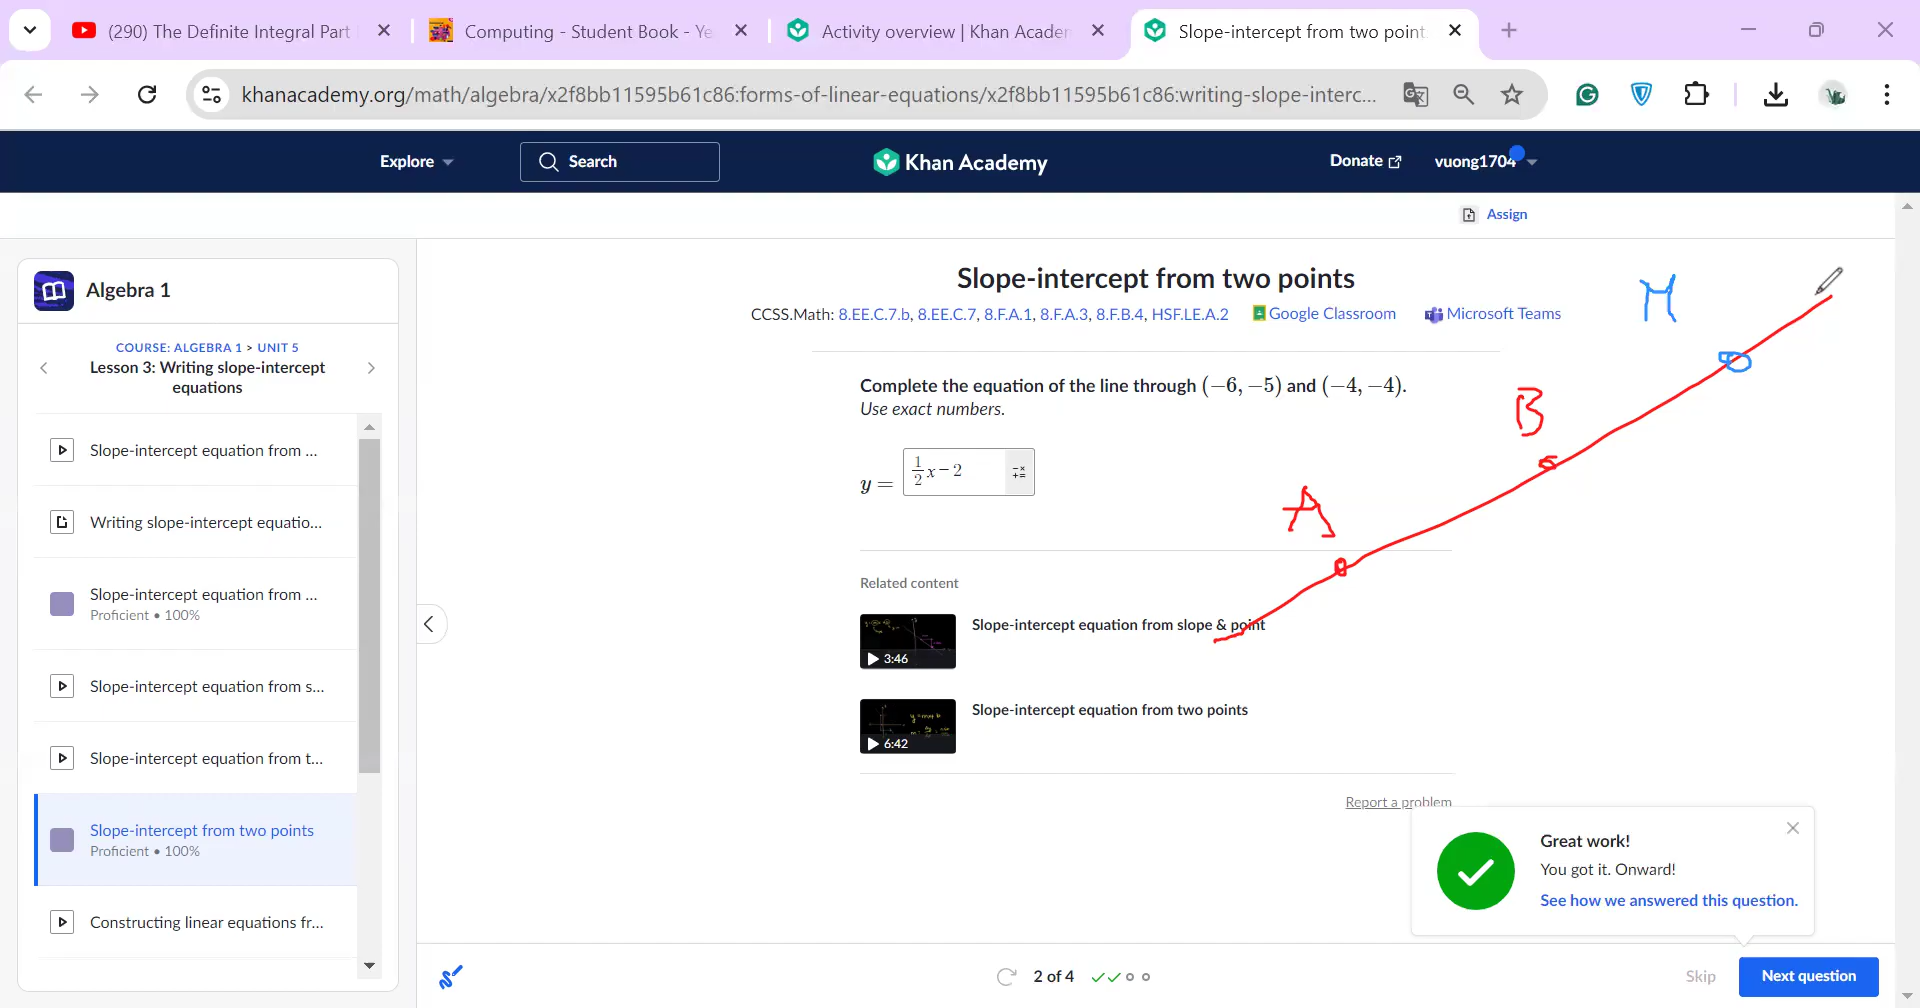 (290) The Definite Integral Part
Computing - Student Book - Ye
Activity overview | Khan Academ
Slope-intercept from two point
khanacademy.org/math/algebra/x2f8bb11595b61c86:forms-of-linear-equations/x2f8bb11595b61c86:writing-slope-interc...
Explore
Search
Khan Academy
Donate
vuong1704
Assign
Algebra 1
COURSE: ALGEBRA 1 > UNIT 5
Lesson 3: Writing slope-intercept
equations
Slope-intercept equation from ...
Writing slope-intercept equatio...
Slope-intercept equation from ...
Proficient • 100%
Slope-intercept equation from s...
Slope-intercept equation from t...
Slope-intercept from two points
Proficient • 100%
Constructing linear equations fr...
Slope-intercept from two points
CCSS.Math: 8.EE.C.7.b, 8.EE.C.7, 8.F.A.1, 8.F.A.3, 8.F.B.4, HSF.LE.A.2
Google Classroom
Microsoft Teams
M
B
A
Complete the equation of the line through (−6, −5) and (−4, −4).
Use exact numbers.
y = 1/2 x − 2
Related content
3:46
Slope-intercept equation from slope & point
6:42
Slope-intercept equation from two points
Report a problem
Great work!
You got it. Onward!
See how we answered this question.
2 of 4
Skip
Next question